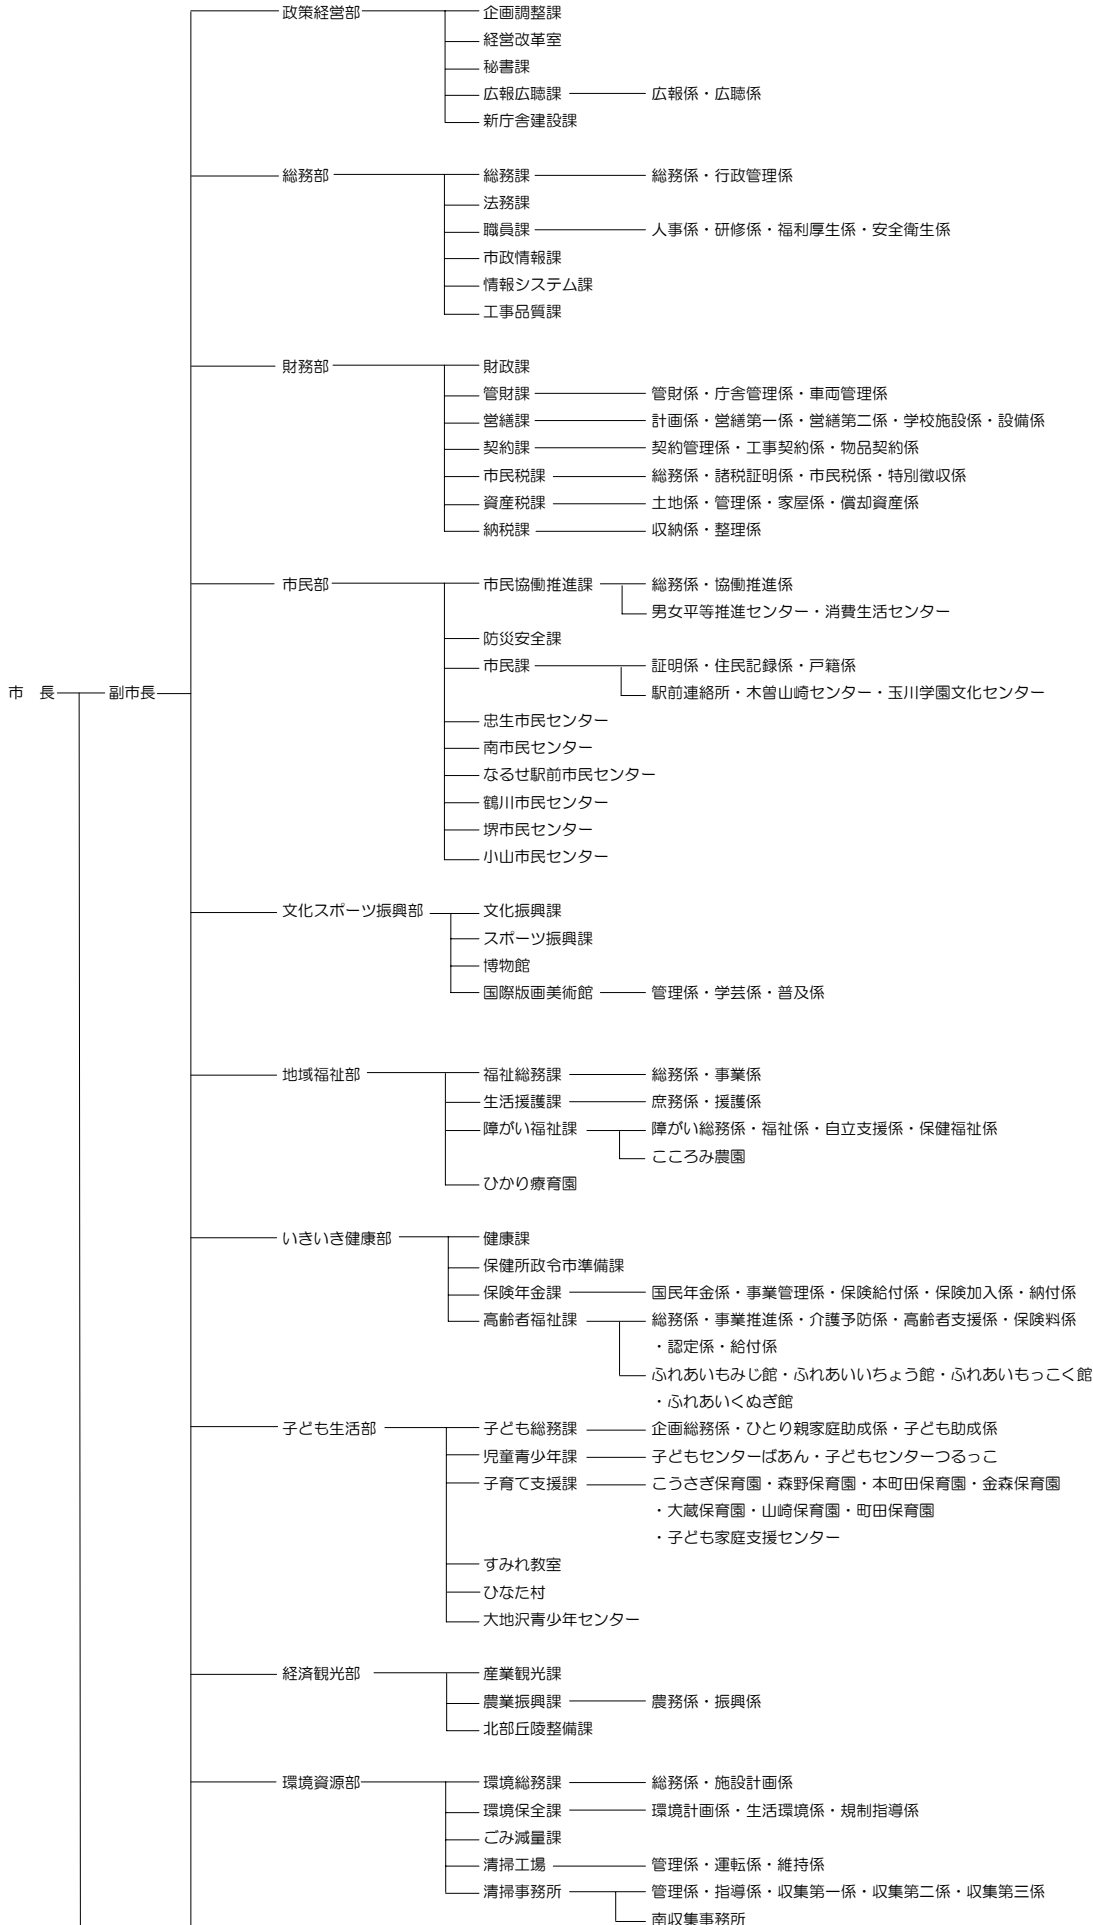 政策経営部 企画調整課
経営改革室
秘書課
広報広聴課 広報係・広聴係
新庁舎建設課
総務部 総務課 総務係・行政管理係
法務課
職員課 人事係・研修係・福利厚生係・安全衛生係
市政情報課
情報システム課
工事品質課
財務部 財政課
管財課 管財係・庁舎管理係・車両管理係
営繕課 計画係・営繕第一係・営繕第二係・学校施設係・設備係
契約課 契約管理係・工事契約係・物品契約係
市民税課 総務係・諸税証明係・市民税係・特別徴収係
資産税課 土地係・管理係・家屋係・償却資産係
納税課 収納係・整理係
市民部 市民協働推進課 総務係・協働推進係
男女平等推進センター・消費生活センター
防災安全課
市民課 証明係・住民記録係・戸籍係
市　長 副市長 駅前連絡所・木曽山崎センター・玉川学園文化センター
忠生市民センター
南市民センター
なるせ駅前市民センター
鶴川市民センター
堺市民センター
小山市民センター
文化スポーツ振興部 文化振興課
スポーツ振興課
博物館
国際版画美術館 管理係・学芸係・普及係
地域福祉部 福祉総務課 総務係・事業係
生活援護課 庶務係・援護係
障がい福祉課 障がい総務係・福祉係・自立支援係・保健福祉係
こころみ農園
ひかり療育園
いきいき健康部 健康課
保健所政令市準備課
保険年金課 国民年金係・事業管理係・保険給付係・保険加入係・納付係
高齢者福祉課 総務係・事業推進係・介護予防係・高齢者支援係・保険料係
・認定係・給付係
ふれあいもみじ館・ふれあいいちょう館・ふれあいもっこく館
・ふれあいくぬぎ館
子ども生活部 子ども総務課 企画総務係・ひとり親家庭助成係・子ども助成係
児童青少年課 子どもセンターばあん・子どもセンターつるっこ
子育て支援課 こうさぎ保育園・森野保育園・本町田保育園・金森保育園
・大蔵保育園・山崎保育園・町田保育園
・子ども家庭支援センター
すみれ教室
ひなた村
大地沢青少年センター
経済観光部 産業観光課
農業振興課 農務係・振興係
北部丘陵整備課
環境資源部 環境総務課 総務係・施設計画係
環境保全課 環境計画係・生活環境係・規制指導係
ごみ減量課
清掃工場 管理係・運転係・維持係
清掃事務所 管理係・指導係・収集第一係・収集第二係・収集第三係
南収集事務所